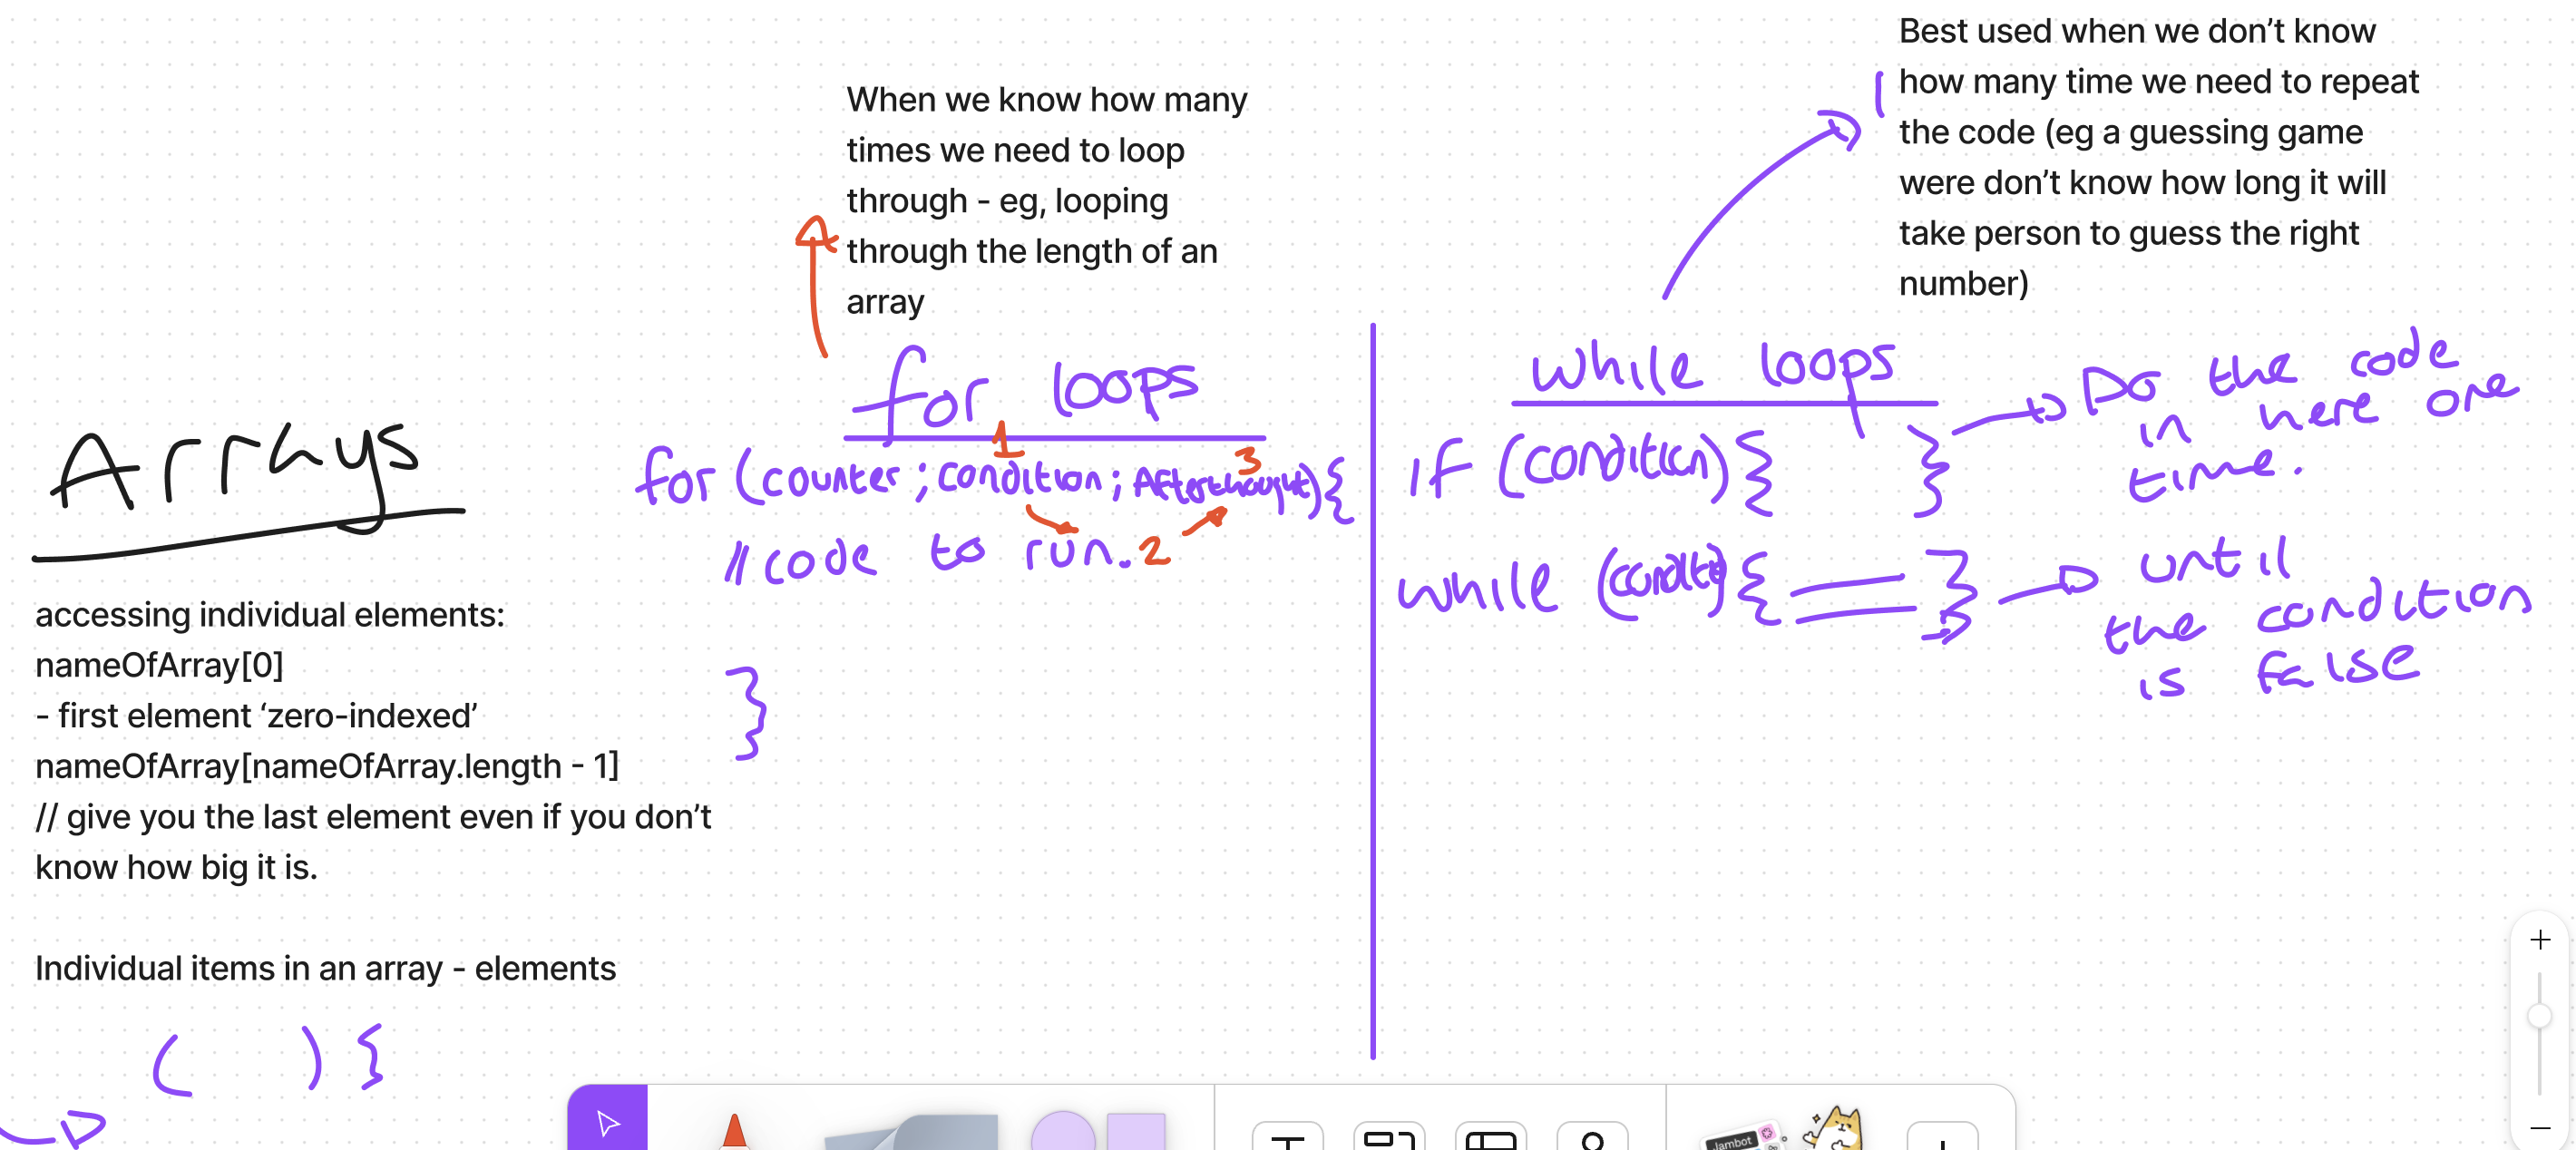 When we know how many
times we need to loop
through - eg, looping
through the length of an
array
Best used when we don't know
how many time we need to repeat
the code (eg a guessing game
were don't know how long it will
take person to guess the right
number)
Arrays
accessing individual elements:
nameOfArray[0]
- first element 'zero-indexed'
nameOfArray[nameOfArray.length - 1]
// give you the last element even if you don't
know how big it is.
Individual items in an array - elements
( ) {
for loops
1
3
for (counter ; condition ; Afterthought) {
// code to run. 2
}
while loops
if (condition) { }
Do the code
in here one
time.
while { }
until
the condition
is false
Jambot